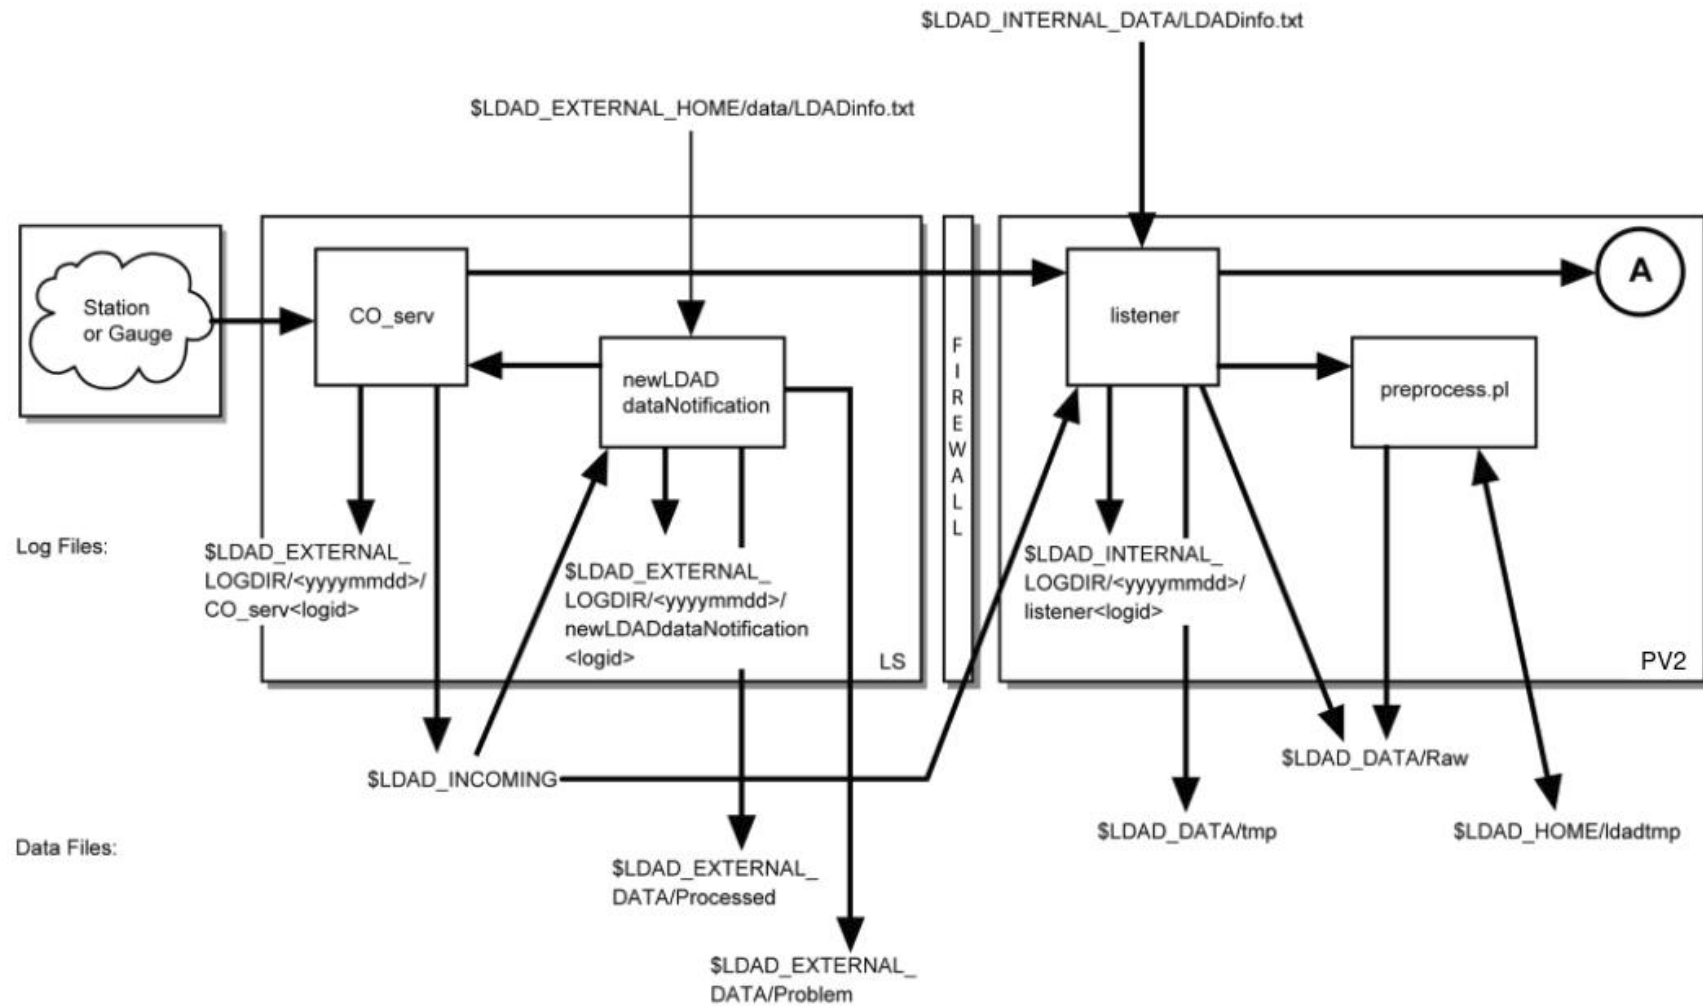 $LDAD_INTERNAL_DATA/LDADinfo.txt
$LDAD_EXTERNAL_HOME/data/LDADinfo.txt
Station
or Gauge
CO_serv
newLDAD
dataNotification
FIREWALL
listener
A
preprocess.pl
Log Files:
$LDAD_EXTERNAL_
LOGDIR/<yyyymmdd>/
CO_serv<logid>
$LDAD_EXTERNAL_
LOGDIR/<yyyymmdd>/
newLDADdataNotification
<logid>
LS
$LDAD_INTERNAL_
LOGDIR/<yyyymmdd>/
listener<logid>
PV2
$LDAD_INCOMING
$LDAD_DATA/Raw
$LDAD_DATA/tmp
$LDAD_HOME/ldadtmp
Data Files:
$LDAD_EXTERNAL_
DATA/Processed
$LDAD_EXTERNAL_
DATA/Problem